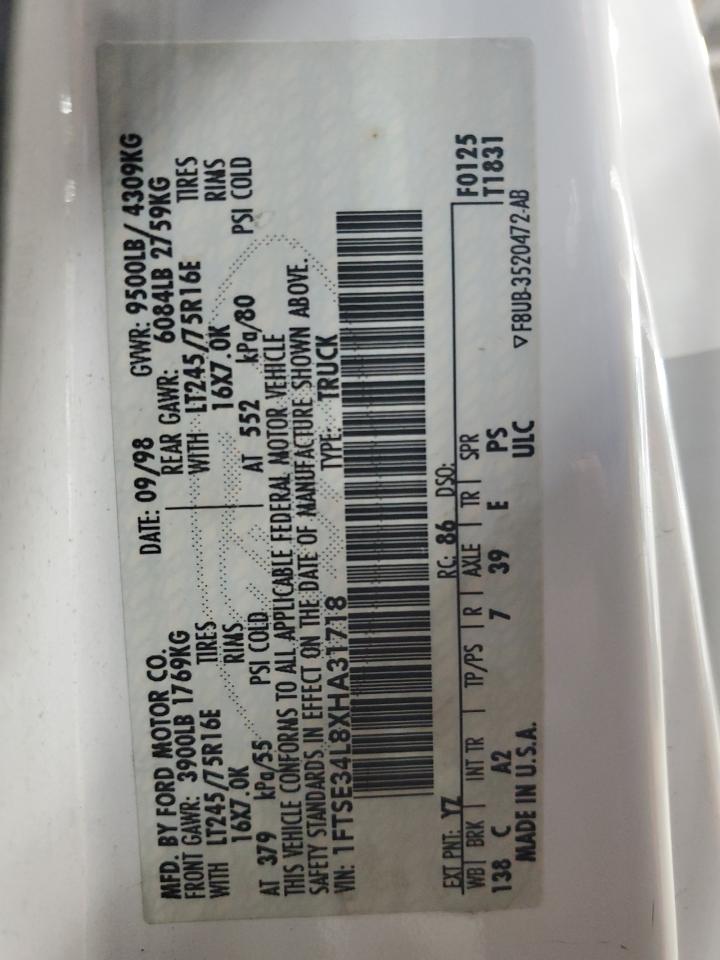 MFD. BY FORD MOTOR CO.
DATE: 09/98 GVWR: 9500LB/ 4309KG
FRONT GAWR: 3900LB 1769KG REAR GAWR: 6084LB 2759KG
WITH LT245/75R16E TIRES WITH LT245/75R16E TIRES
16X7.0K RIMS 16X7.0K RIMS
AT 379 kPa/55 PSI COLD AT 552 kPa/80 PSI COLD
THIS VEHICLE CONFORMS TO ALL APPLICABLE FEDERAL MOTOR VEHICLE
SAFETY STANDARDS IN EFFECT ON THE DATE OF MANUFACTURE SHOWN ABOVE.
VIN: 1FTSE34L8XHA31718 TYPE: TRUCK
EXT PNT: YZ RC: 86 DSO:
WB BRK INT TR TP/PS R AXLE TR SPR F0125
138 C A2 7 39 E PS T1831
MADE IN U.S.A. ULC ▽F8UB-3520472-AB